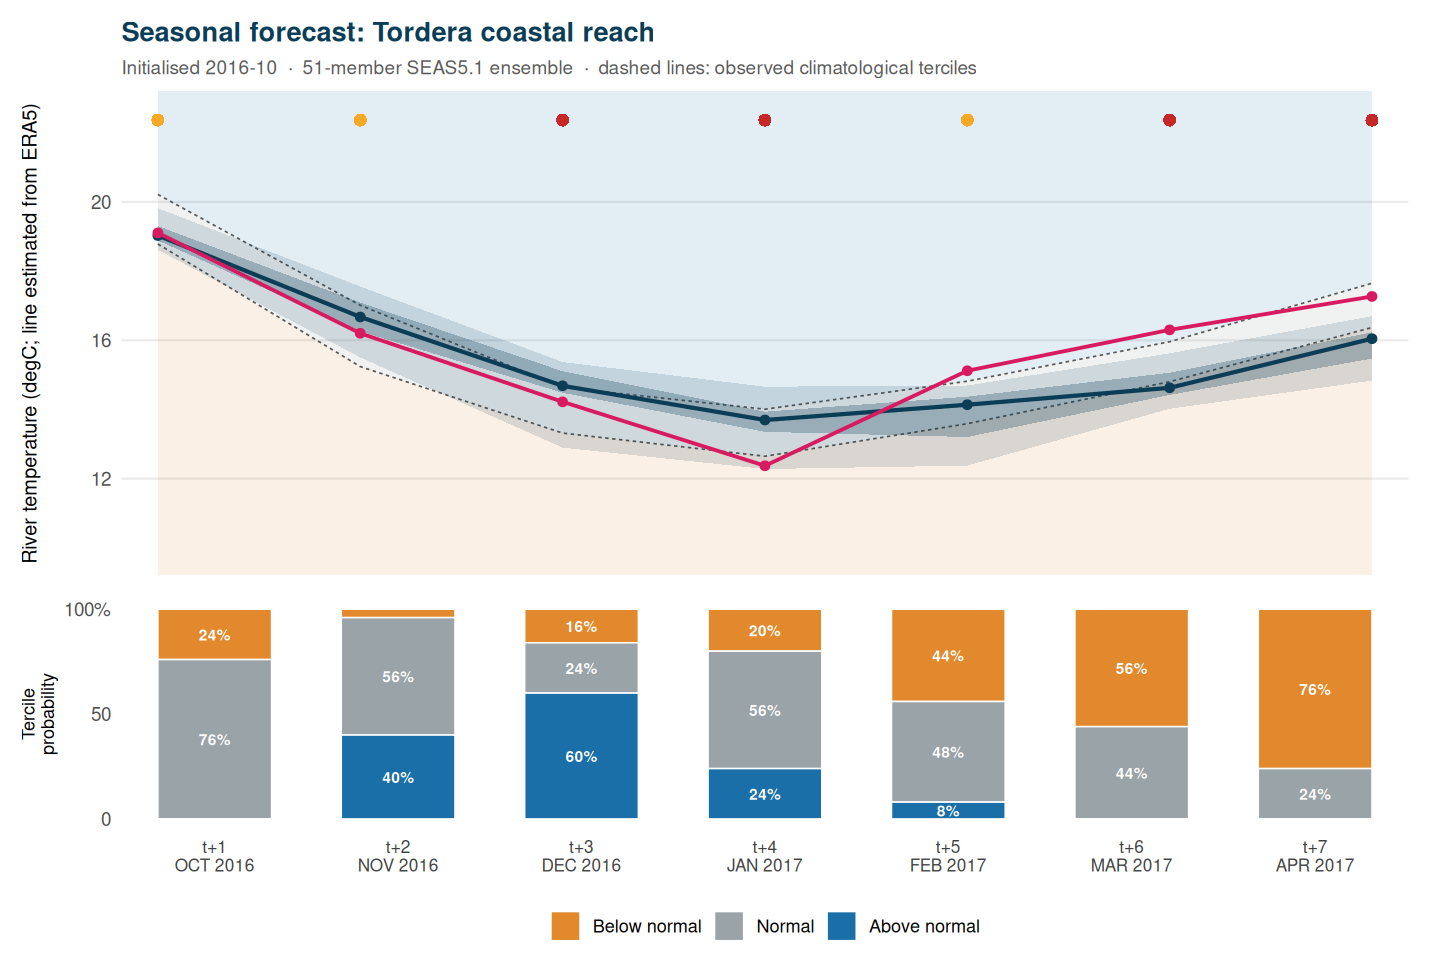 Seasonal forecast: Tordera coastal reach
Initialised 2016-10 · 51-member SEAS5.1 ensemble · dashed lines: observed climatological terciles
River temperature (degC; line estimated from ERA5)
20
16
12
Tercile
probability
100%
50
0
24%
76%
56%
40%
16%
24%
60%
20%
56%
24%
44%
48%
8%
56%
44%
76%
24%
t+1
OCT 2016
t+2
NOV 2016
t+3
DEC 2016
t+4
JAN 2017
t+5
FEB 2017
t+6
MAR 2017
t+7
APR 2017
Below normal
Normal
Above normal